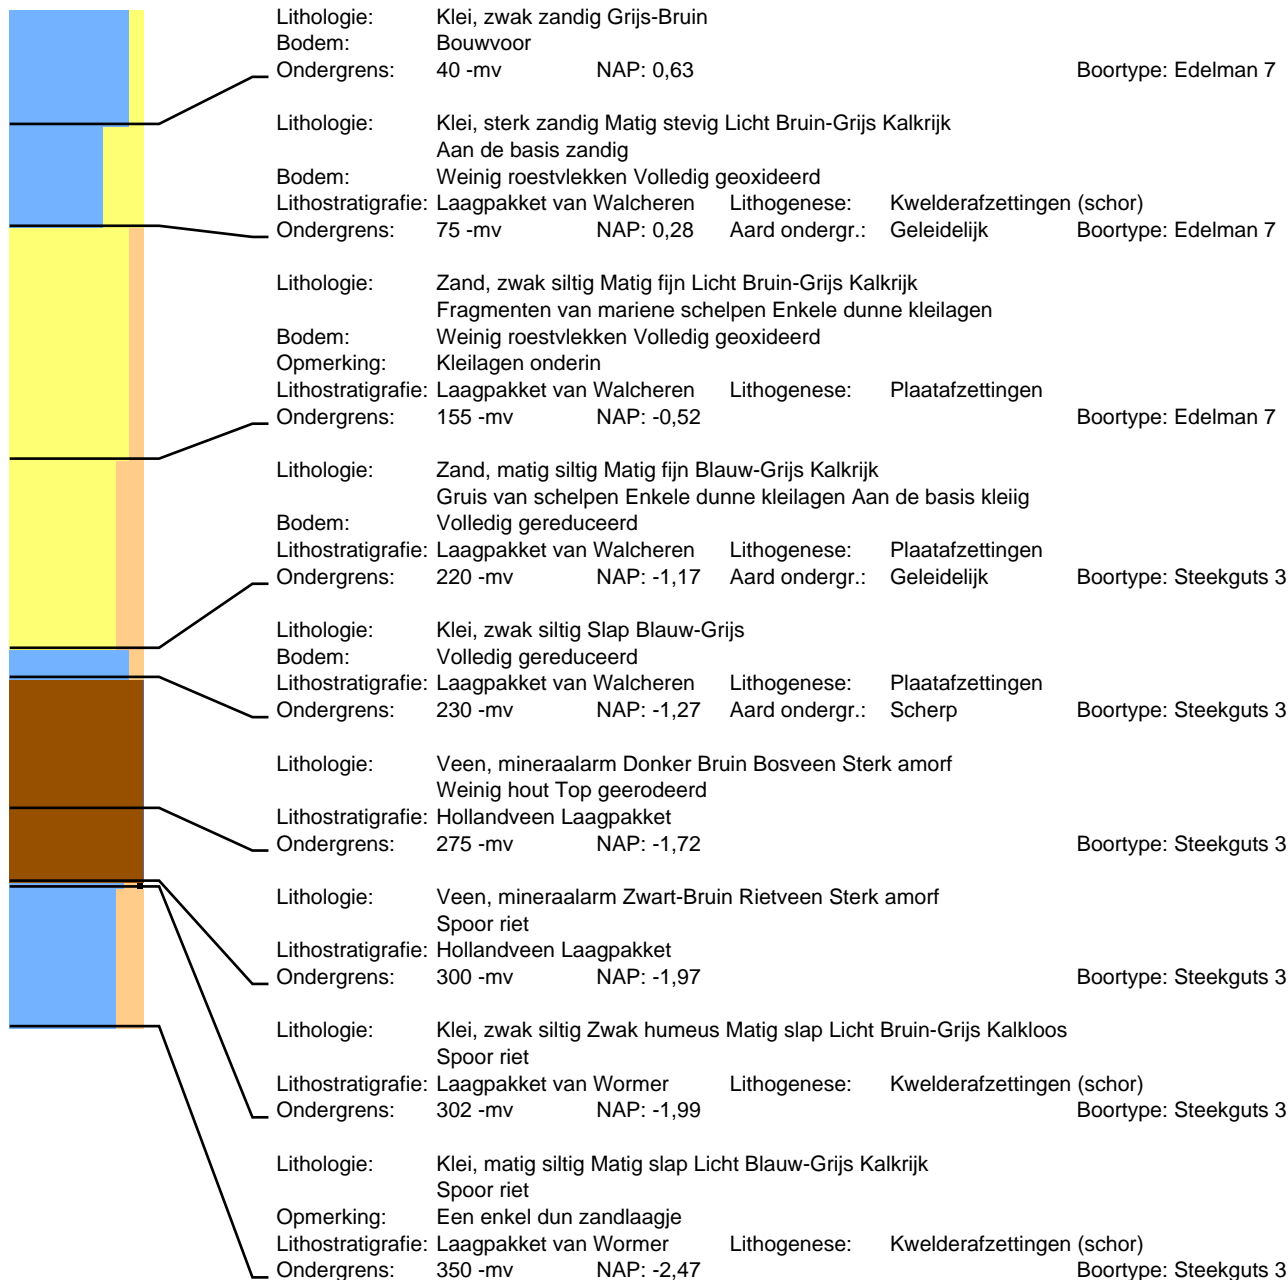 Lithologie: Klei, zwak zandig Grijs-Bruin
Bodem: Bouwvoor
Ondergrens: 40 -mv NAP: 0,63 Boortype: Edelman 7
Lithologie: Klei, sterk zandig Matig stevig Licht Bruin-Grijs Kalkrijk
Aan de basis zandig
Bodem: Weinig roestvlekken Volledig geoxideerd
Lithostratigrafie: Laagpakket van Walcheren Lithogenese: Kwelderafzettingen (schor)
Ondergrens: 75 -mv NAP: 0,28 Aard ondergr.: Geleidelijk Boortype: Edelman 7
Lithologie: Zand, zwak siltig Matig fijn Licht Bruin-Grijs Kalkrijk
Fragmenten van mariene schelpen Enkele dunne kleilagen
Bodem: Weinig roestvlekken Volledig geoxideerd
Opmerking: Kleilagen onderin
Lithostratigrafie: Laagpakket van Walcheren Lithogenese: Plaatafzettingen
Ondergrens: 155 -mv NAP: -0,52 Boortype: Edelman 7
Lithologie: Zand, matig siltig Matig fijn Blauw-Grijs Kalkrijk
Gruis van schelpen Enkele dunne kleilagen Aan de basis kleiig
Bodem: Volledig gereduceerd
Lithostratigrafie: Laagpakket van Walcheren Lithogenese: Plaatafzettingen
Ondergrens: 220 -mv NAP: -1,17 Aard ondergr.: Geleidelijk Boortype: Steekguts 3
Lithologie: Klei, zwak siltig Slap Blauw-Grijs
Bodem: Volledig gereduceerd
Lithostratigrafie: Laagpakket van Walcheren Lithogenese: Plaatafzettingen
Ondergrens: 230 -mv NAP: -1,27 Aard ondergr.: Scherp Boortype: Steekguts 3
Lithologie: Veen, mineraalarm Donker Bruin Bosveen Sterk amorf
Weinig hout Top geerodeerd
Lithostratigrafie: Hollandveen Laagpakket
Ondergrens: 275 -mv NAP: -1,72 Boortype: Steekguts 3
Lithologie: Veen, mineraalarm Zwart-Bruin Rietveen Sterk amorf
Spoor riet
Lithostratigrafie: Hollandveen Laagpakket
Ondergrens: 300 -mv NAP: -1,97 Boortype: Steekguts 3
Lithologie: Klei, zwak siltig Zwak humeus Matig slap Licht Bruin-Grijs Kalkloos
Spoor riet
Lithostratigrafie: Laagpakket van Wormer Lithogenese: Kwelderafzettingen (schor)
Ondergrens: 302 -mv NAP: -1,99 Boortype: Steekguts 3
Lithologie: Klei, matig siltig Matig slap Licht Blauw-Grijs Kalkrijk
Spoor riet
Opmerking: Een enkel dun zandlaagje
Lithostratigrafie: Laagpakket van Wormer Lithogenese: Kwelderafzettingen (schor)
Ondergrens: 350 -mv NAP: -2,47 Boortype: Steekguts 3